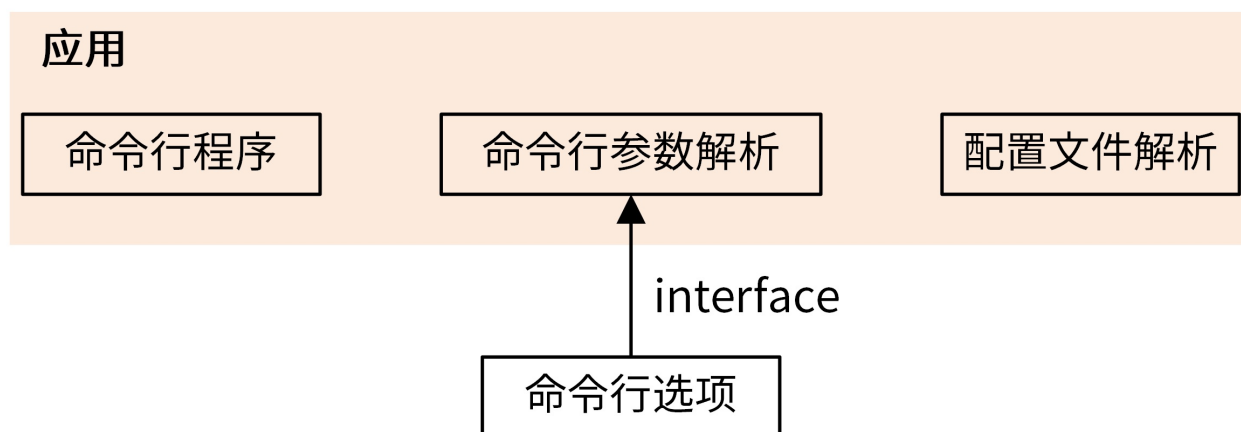 应用
命令行程序
命令行参数解析
配置文件解析
interface
命令行选项